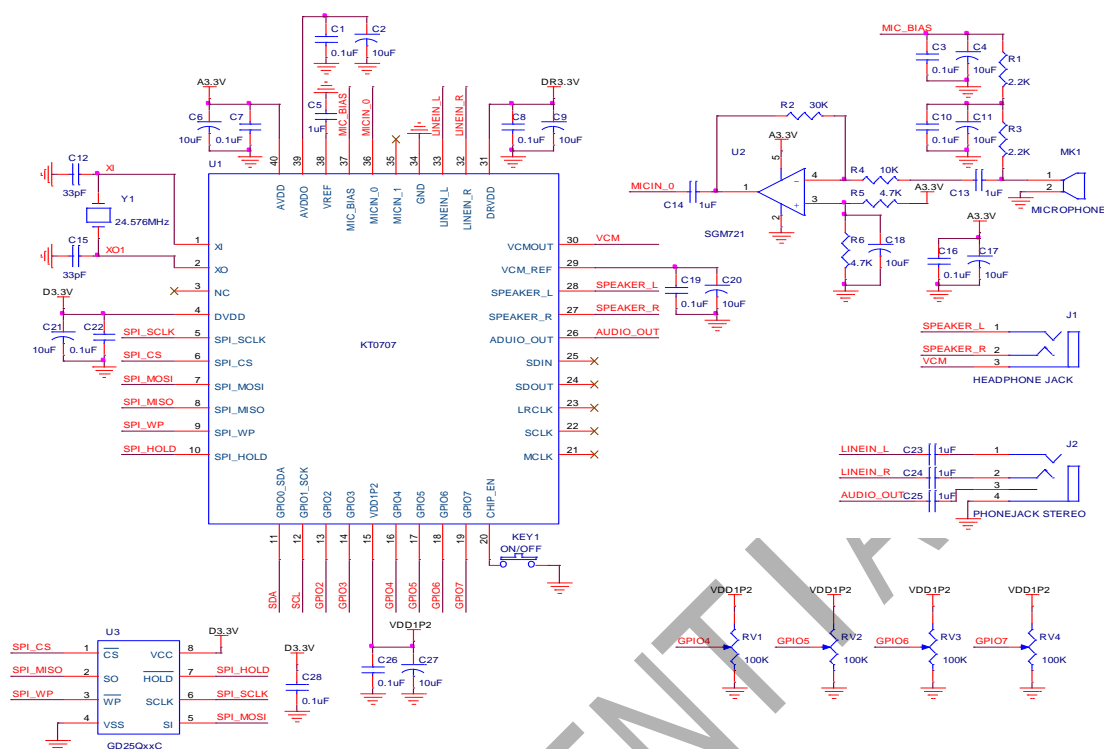 C1
0.1uF
C2
10uF
MIC_BIAS
C3
0.1uF
C4
10uF
R1
2.2K
A3.3V
C6
10uF
C7
0.1uF
C5
1uF
MIC_BIAS
MICIN_0
LINEIN_L
LINEIN_R
DR3.3V
C8
0.1uF
C9
10uF
R2
30K
C10
0.1uF
C11
10uF
R3
2.2K
C12
33pF
XI
Y1
24.576MHz
C15
33pF
XO1
D3.3V
C21
10uF
C22
0.1uF
U1
40
39
38
37
36
35
34
33
32
31
AVDD
AVDDO
VREF
MIC_BIAS
MICIN_0
MICIN_1
GND
LINEIN_L
LINEIN_R
DRVDD
1 XI
2 XO
3 NC
4 DVDD
SPI_SCLK 5 SPI_SCLK
SPI_CS 6 SPI_CS
SPI_MOSI 7 SPI_MOSI
SPI_MISO 8 SPI_MISO
SPI_WP 9 SPI_WP
SPI_HOLD 10 SPI_HOLD
KT0707
VCMOUT 30 VCM
VCM_REF 29
SPEAKER_L 28 SPEAKER_L
SPEAKER_R 27 SPEAKER_R
ADUIO_OUT 26 AUDIO_OUT
SDIN 25
SDOUT 24
LRCLK 23
SCLK 22
MCLK 21
C19
0.1uF
C20
10uF
GPIO0_SDA
GPIO1_SCK
GPIO2
GPIO3
VDD1P2
GPIO4
GPIO5
GPIO6
GPIO7
CHIP_EN
11
12
13
14
15
16
17
18
19
20
SDA
SCL
GPIO2
GPIO3
GPIO4
GPIO5
GPIO6
GPIO7
KEY1
ON/OFF
VDD1P2
C26
0.1uF
C27
10uF
MICIN_0
C14
1uF
U2
A3.3V
5
1
4
3
2
SGM721
R4
10K
R5
4.7K
A3.3V
R6
4.7K
C18
10uF
C13
1uF
MK1
1
2
MICROPHONE
A3.3V
C16
0.1uF
C17
10uF
J1
SPEAKER_L 1
SPEAKER_R 2
VCM 3
HEADPHONE JACK
J2
LINEIN_L C23 1uF 1
LINEIN_R C24 1uF 2
3
AUDIO_OUT C25 1uF 4
PHONEJACK STEREO
U3
SPI_CS 1 CS
SPI_MISO 2 SO
SPI_WP 3 WP
4 VSS
VCC 8 D3.3V
HOLD 7 SPI_HOLD
SCLK 6 SPI_SCLK
SI 5 SPI_MOSI
GD25QxxC
D3.3V
C28
0.1uF
VDD1P2
GPIO4
RV1
100K
VDD1P2
GPIO5
RV2
100K
VDD1P2
GPIO6
RV3
100K
VDD1P2
GPIO7
RV4
100K
ENTIA